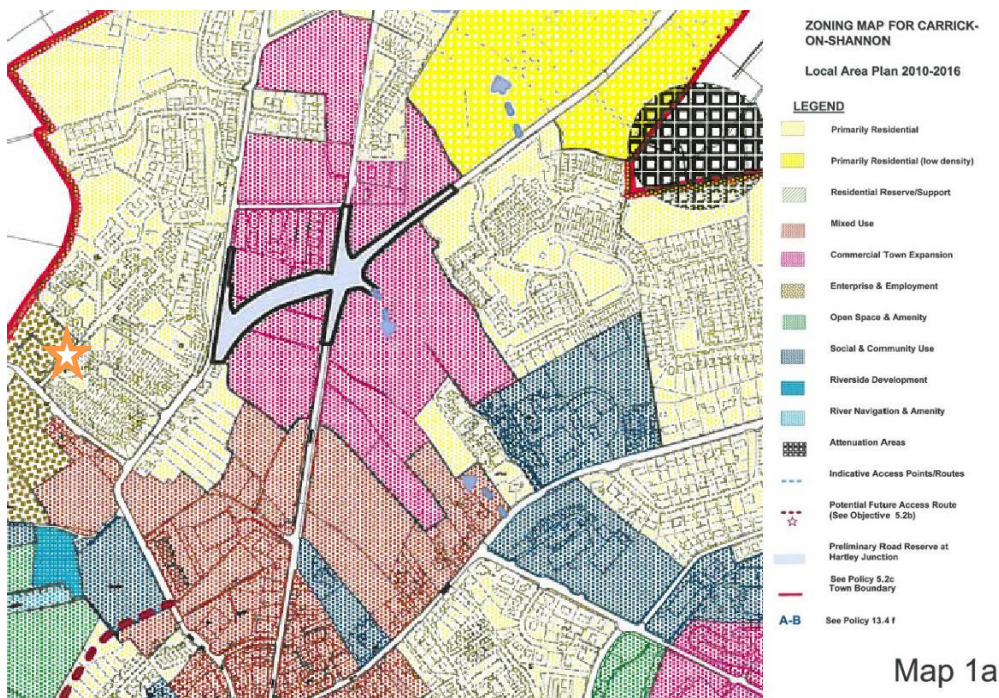 ZONING MAP FOR CARRICK-
ON-SHANNON
Local Area Plan 2010-2016
LEGEND
Primarily Residential
Primarily Residential (low density)
Residential Reserve/Support
Mixed Use
Commercial Town Expansion
Enterprise & Employment
Open Space & Amenity
Social & Community Use
Riverside Development
River Navigation & Amenity
Attenuation Areas
Indicative Access Points/Routes
Potential Future Access Route
(See Objective 5.2b)
Preliminary Road Reserve at
Hartley Junction
See Policy 5.2c
Town Boundary
A-B See Policy 13.4 f
Map 1a